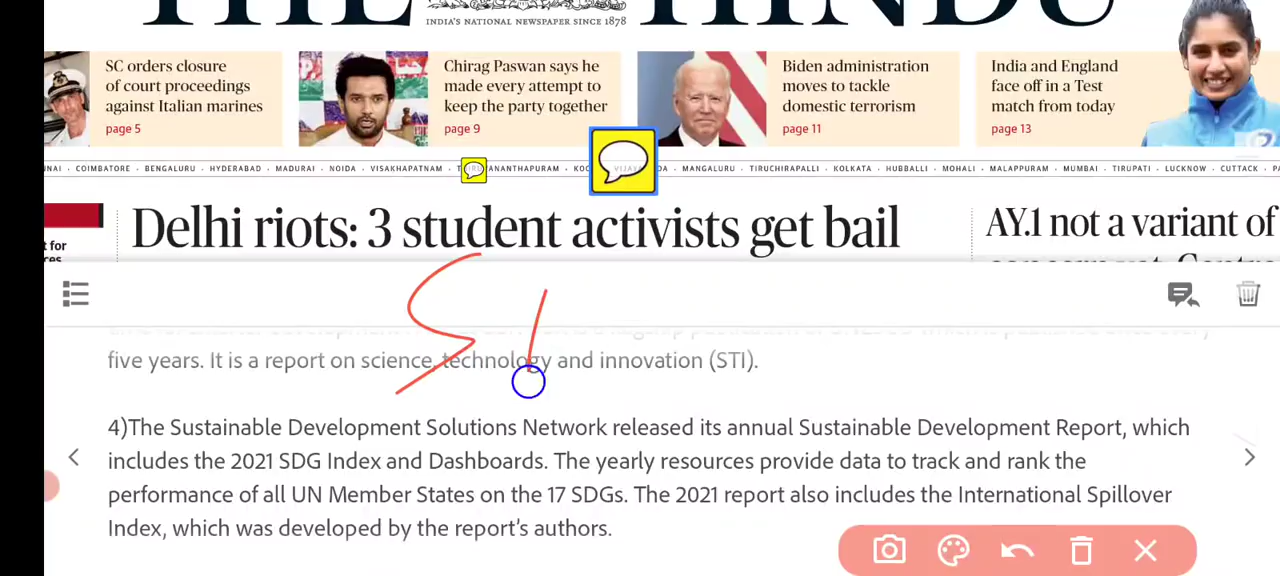 THE HINDU
INDIA'S NATIONAL NEWSPAPER SINCE 1878
SC orders closure
of court proceedings
against Italian marines
page 5
Chirag Paswan says he
made every attempt to
keep the party together
page 9
Biden administration
moves to tackle
domestic terrorism
page 11
India and England
face off in a Test
match from today
page 13
COIMBATORE · BENGALURU · HYDERABAD · MADURAI · NOIDA · VISAKHAPATNAM · MANGALURU · TIRUCHIRAPALLI · KOLKATA · HUBBALLI · MOHALI · MALAPPURAM · MUMBAI · TIRUPATI · LUCKNOW · CUTTACK
Delhi riots: 3 student activists get bail
AY.1 not a variant of
t for
five years. It is a report on science, technology and innovation (STI).
4)The Sustainable Development Solutions Network released its annual Sustainable Development Report, which
includes the 2021 SDG Index and Dashboards. The yearly resources provide data to track and rank the
performance of all UN Member States on the 17 SDGs. The 2021 report also includes the International Spillover
Index, which was developed by the report's authors.